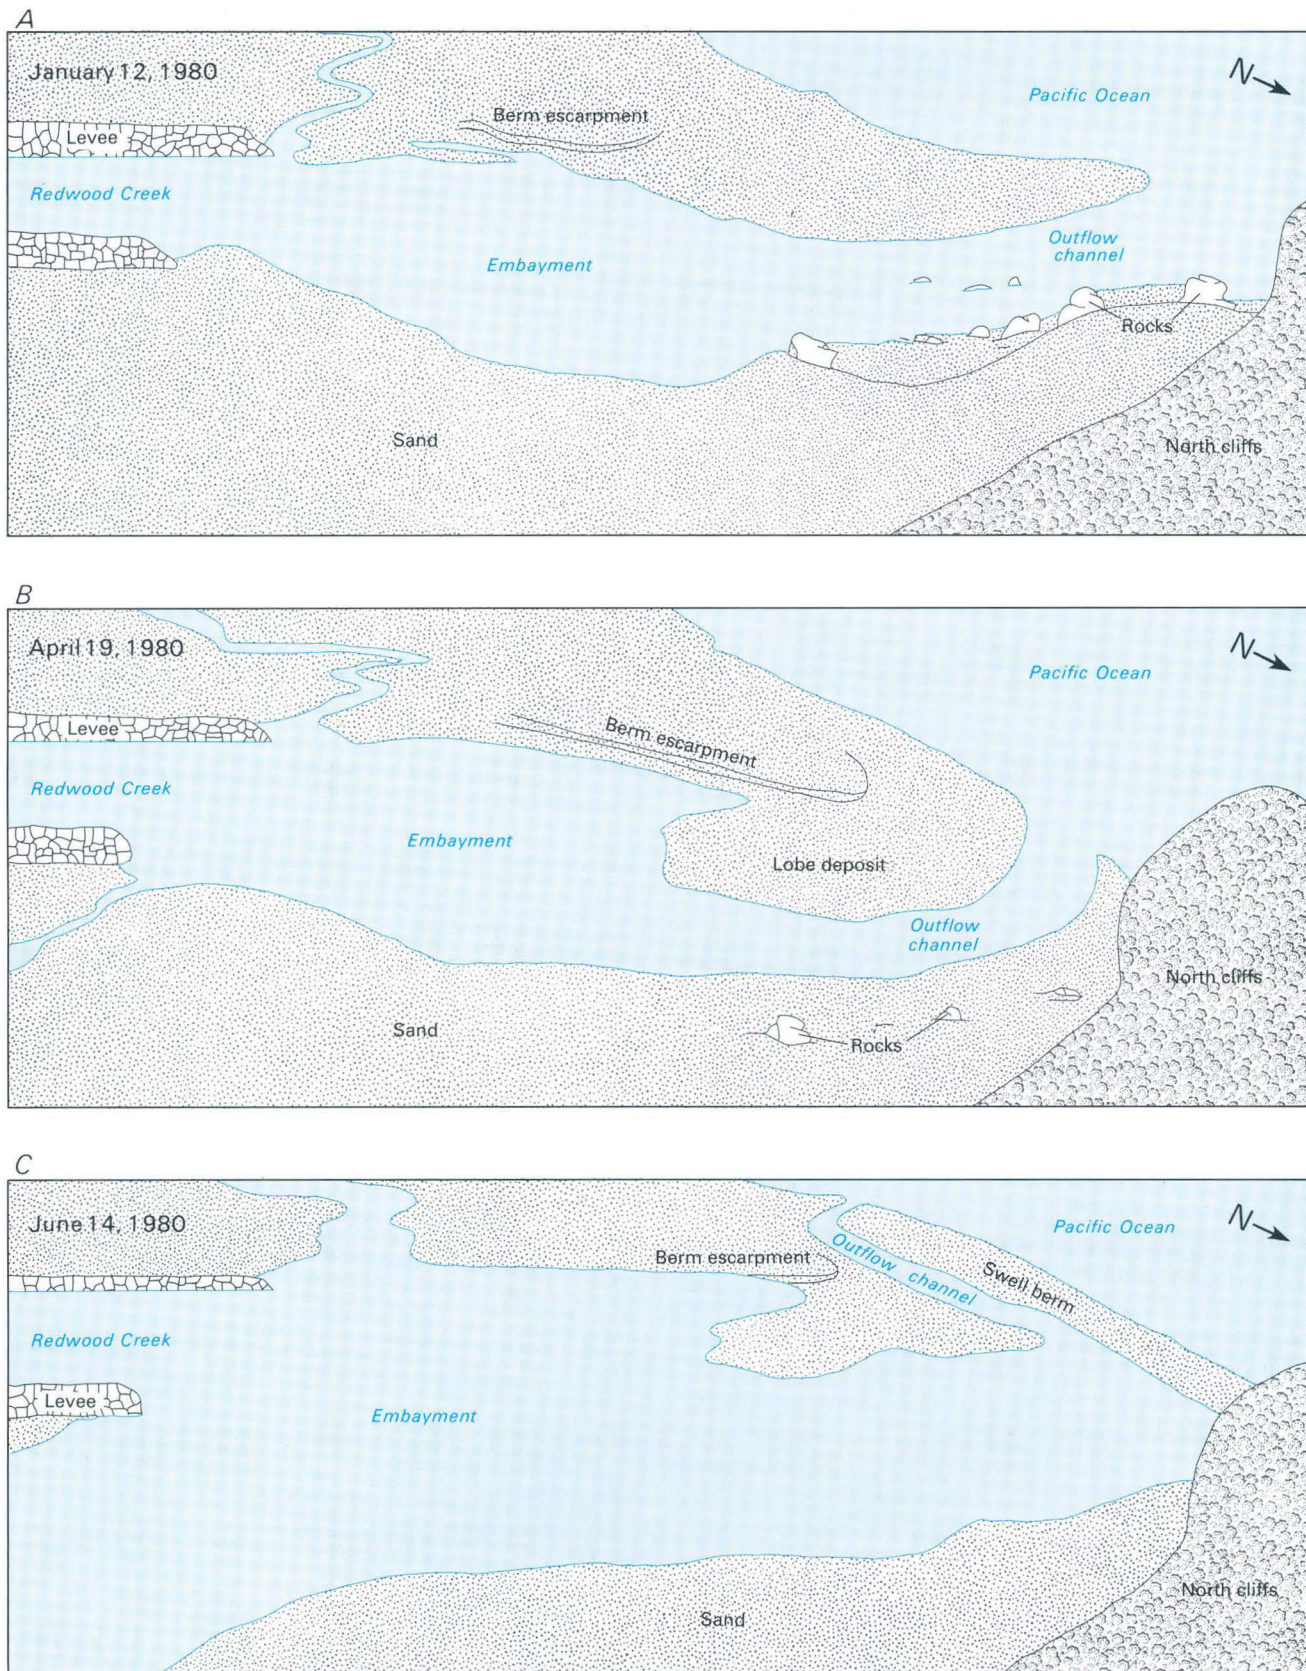 A
January 12, 1980
N
Pacific Ocean
Berm escarpment
Levee
Redwood Creek
Outflow
channel
Embayment
Rocks
Sand
North cliffs
B
April 19, 1980
N
Pacific Ocean
Levee
Berm escarpment
Redwood Creek
Embayment
Lobe deposit
Outflow
channel
North cliffs
Sand
Rocks
C
June 14, 1980
N
Pacific Ocean
Berm escarpment
Outflow channel
Swell berm
Redwood Creek
Levee
Embayment
North cliffs
Sand